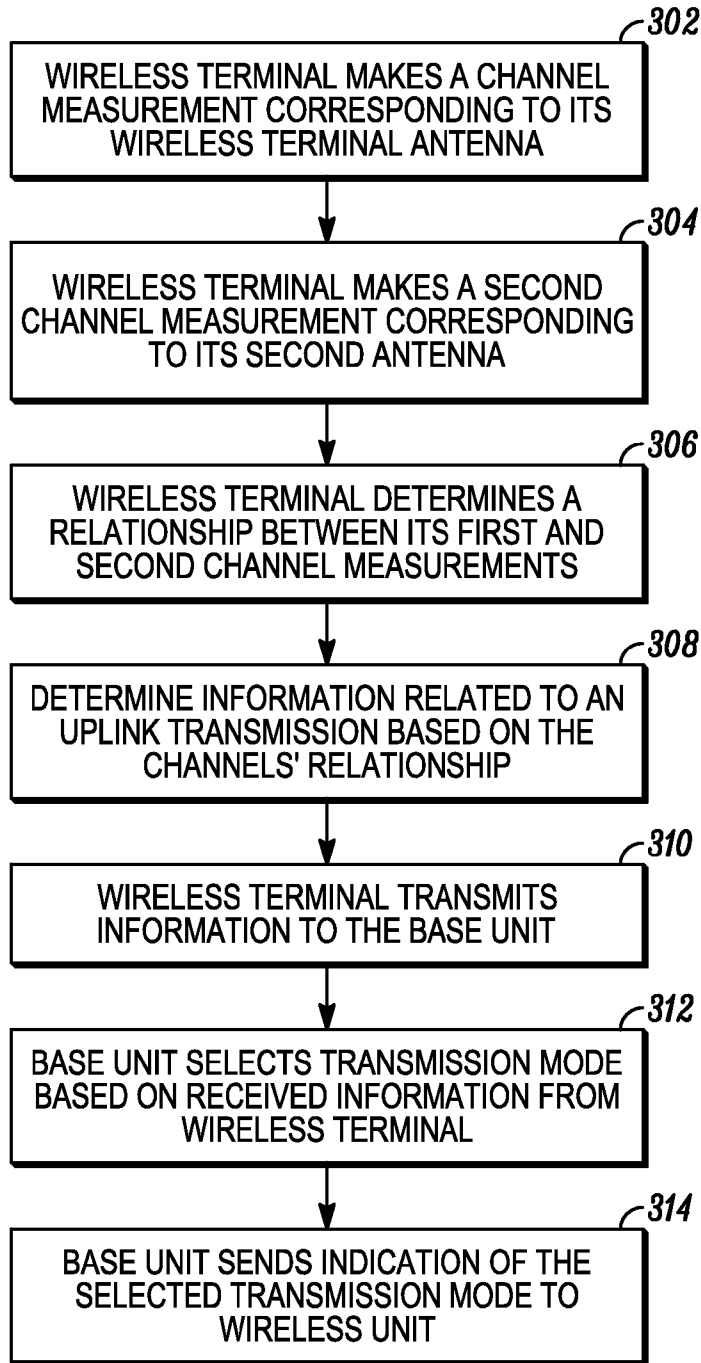 302
WIRELESS TERMINAL MAKES A CHANNEL
MEASUREMENT CORRESPONDING TO ITS
WIRELESS TERMINAL ANTENNA
304
WIRELESS TERMINAL MAKES A SECOND
CHANNEL MEASUREMENT CORRESPONDING
TO ITS SECOND ANTENNA
306
WIRELESS TERMINAL DETERMINES A
RELATIONSHIP BETWEEN ITS FIRST AND
SECOND CHANNEL MEASUREMENTS
308
DETERMINE INFORMATION RELATED TO AN
UPLINK TRANSMISSION BASED ON THE
CHANNELS' RELATIONSHIP
310
WIRELESS TERMINAL TRANSMITS
INFORMATION TO THE BASE UNIT
312
BASE UNIT SELECTS TRANSMISSION MODE
BASED ON RECEIVED INFORMATION FROM
WIRELESS TERMINAL
314
BASE UNIT SENDS INDICATION OF THE
SELECTED TRANSMISSION MODE TO
WIRELESS UNIT